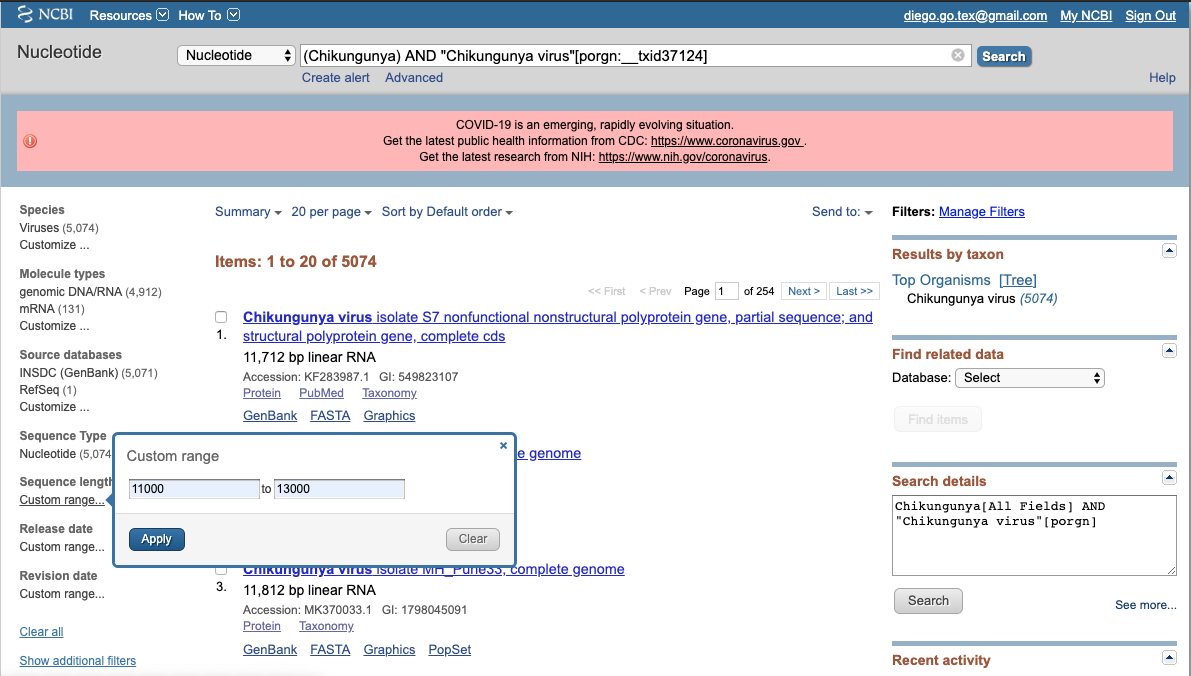 NCBI Resources How To diego.go.tex@gmail.com My NCBI Sign Out
Nucleotide Nucleotide (Chikungunya) AND "Chikungunya virus"[porgn:__txid37124] Search
Create alert Advanced Help
COVID-19 is an emerging, rapidly evolving situation.
Get the latest public health information from CDC: https://www.coronavirus.gov .
Get the latest research from NIH: https://www.nih.gov/coronavirus.
Species
Viruses (5,074)
Customize ...
Molecule types
genomic DNA/RNA (4,912)
mRNA (131)
Customize ...
Source databases
INSDC (GenBank) (5,071)
RefSeq (1)
Customize ...
Sequence Type
Nucleotide (5,074
Sequence length
Custom range...
Release date
Custom range...
Revision date
Custom range...
Clear all
Show additional filters
Summary 20 per page Sort by Default order Send to:
Items: 1 to 20 of 5074
<< First < Prev Page 1 of 254 Next > Last >>
1. Chikungunya virus isolate S7 nonfunctional nonstructural polyprotein gene, partial sequence; and
structural polyprotein gene, complete cds
11,712 bp linear RNA
Accession: KF283987.1 GI: 549823107
Protein PubMed Taxonomy
GenBank FASTA Graphics
e genome
Custom range ×
11000 to 13000
Apply Clear
3. Chikungunya virus isolate MH_Pune33, complete genome
11,812 bp linear RNA
Accession: MK370033.1 GI: 1798045091
Protein Taxonomy
GenBank FASTA Graphics PopSet
Filters: Manage Filters
Results by taxon
Top Organisms [Tree]
Chikungunya virus (5074)
Find related data
Database: Select
Find items
Search details
Chikungunya[All Fields] AND
"Chikungunya virus"[porgn]
Search See more...
Recent activity